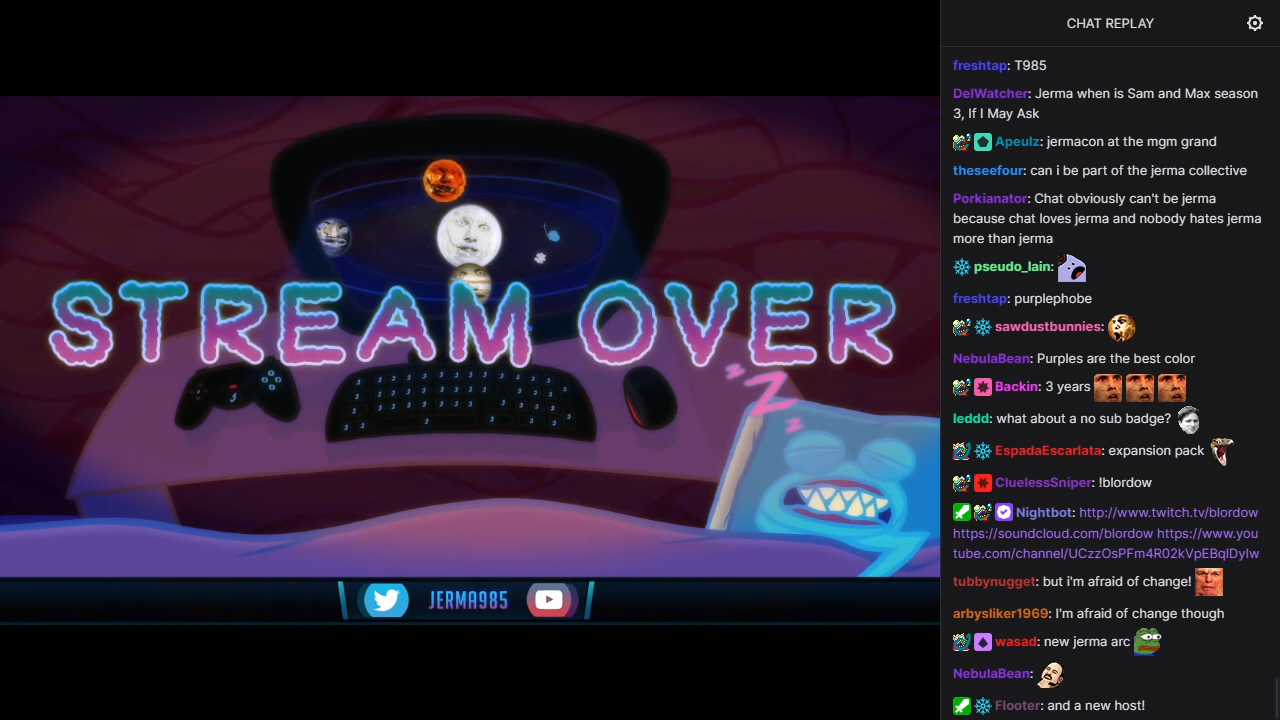 CHAT REPLAY
freshtap: T985
DelWatcher: Jerma when is Sam and Max season
3, If I May Ask
Apeulz: jermacon at the mgm grand
theseefour: can i be part of the jerma collective
Porkianator: Chat obviously can't be jerma
because chat loves jerma and nobody hates jerma
more than jerma
pseudo_lain:
freshtap: purplephobe
sawdustbunnies:
NebulaBean: Purples are the best color
Backin: 3 years
leddd: what about a no sub badge?
EspadaEscarlata: expansion pack
CluelessSniper: !blordow
Nightbot: http://www.twitch.tv/blordow
https://soundcloud.com/blordow https://www.you
tube.com/channel/UCzzOsPFm4R02kVpEBqlDyIw
tubbynugget: but i'm afraid of change!
arbysliker1969: I'm afraid of change though
wasad: new jerma arc
NebulaBean:
Flooter: and a new host!
STREAM OVER
z
Z
z
JERMA985